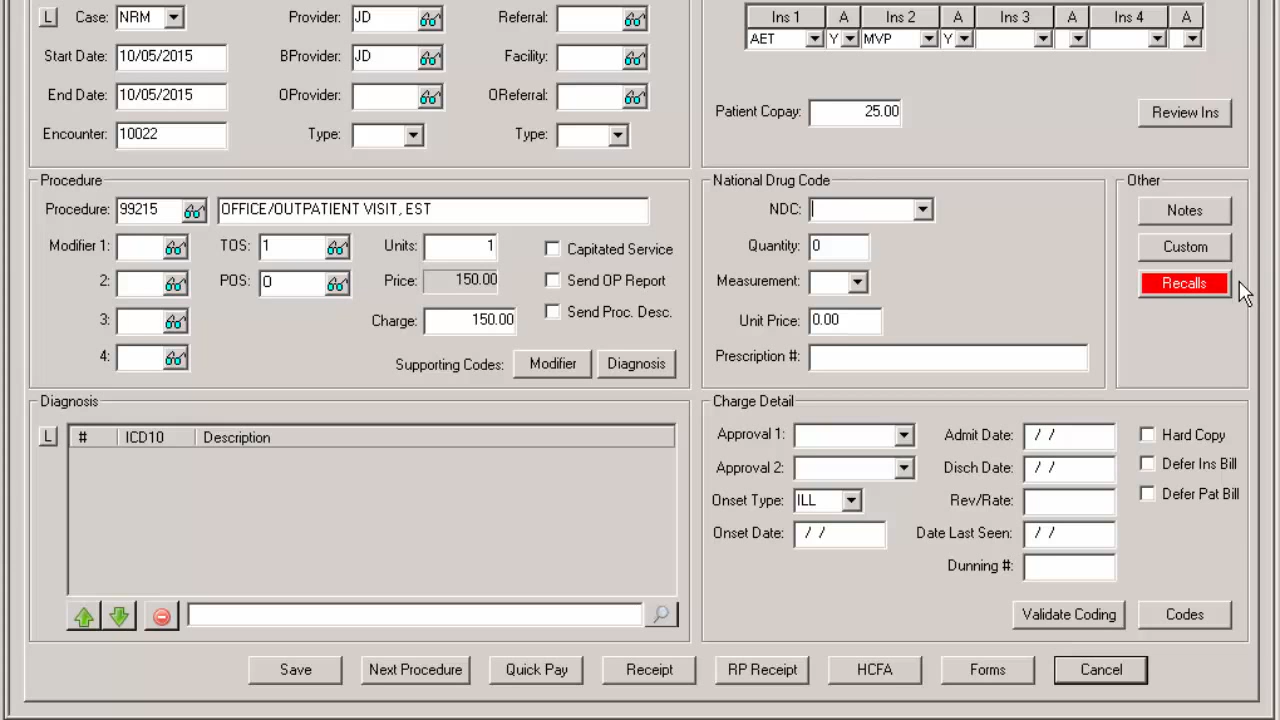 L Case: NRM Provider: JD Referral:
Start Date: 10/05/2015 BProvider: JD Facility:
End Date: 10/05/2015 OProvider: OReferral:
Encounter: 10022 Type: Type:
Ins 1 A Ins 2 A Ins 3 A Ins 4 A
AET Y MVP Y
Patient Copay: 25.00 Review Ins
Procedure
Procedure: 99215 OFFICE/OUTPATIENT VISIT, EST
Modifier 1: TOS: 1 Units: 1 Capitated Service
2: POS: O Price: 150.00 Send OP Report
3: Charge: 150.00 Send Proc. Desc.
4: Supporting Codes: Modifier Diagnosis
National Drug Code
NDC:
Quantity: 0
Measurement:
Unit Price: 0.00
Prescription #:
Other
Notes
Custom
Recalls
Diagnosis
L # ICD10 Description
Charge Detail
Approval 1: Admit Date: / / Hard Copy
Approval 2: Disch Date: / / Defer Ins Bill
Onset Type: ILL Rev/Rate: Defer Pat Bill
Onset Date: / / Date Last Seen: / /
Dunning #:
Validate Coding Codes
Save Next Procedure Quick Pay Receipt RP Receipt HCFA Forms Cancel